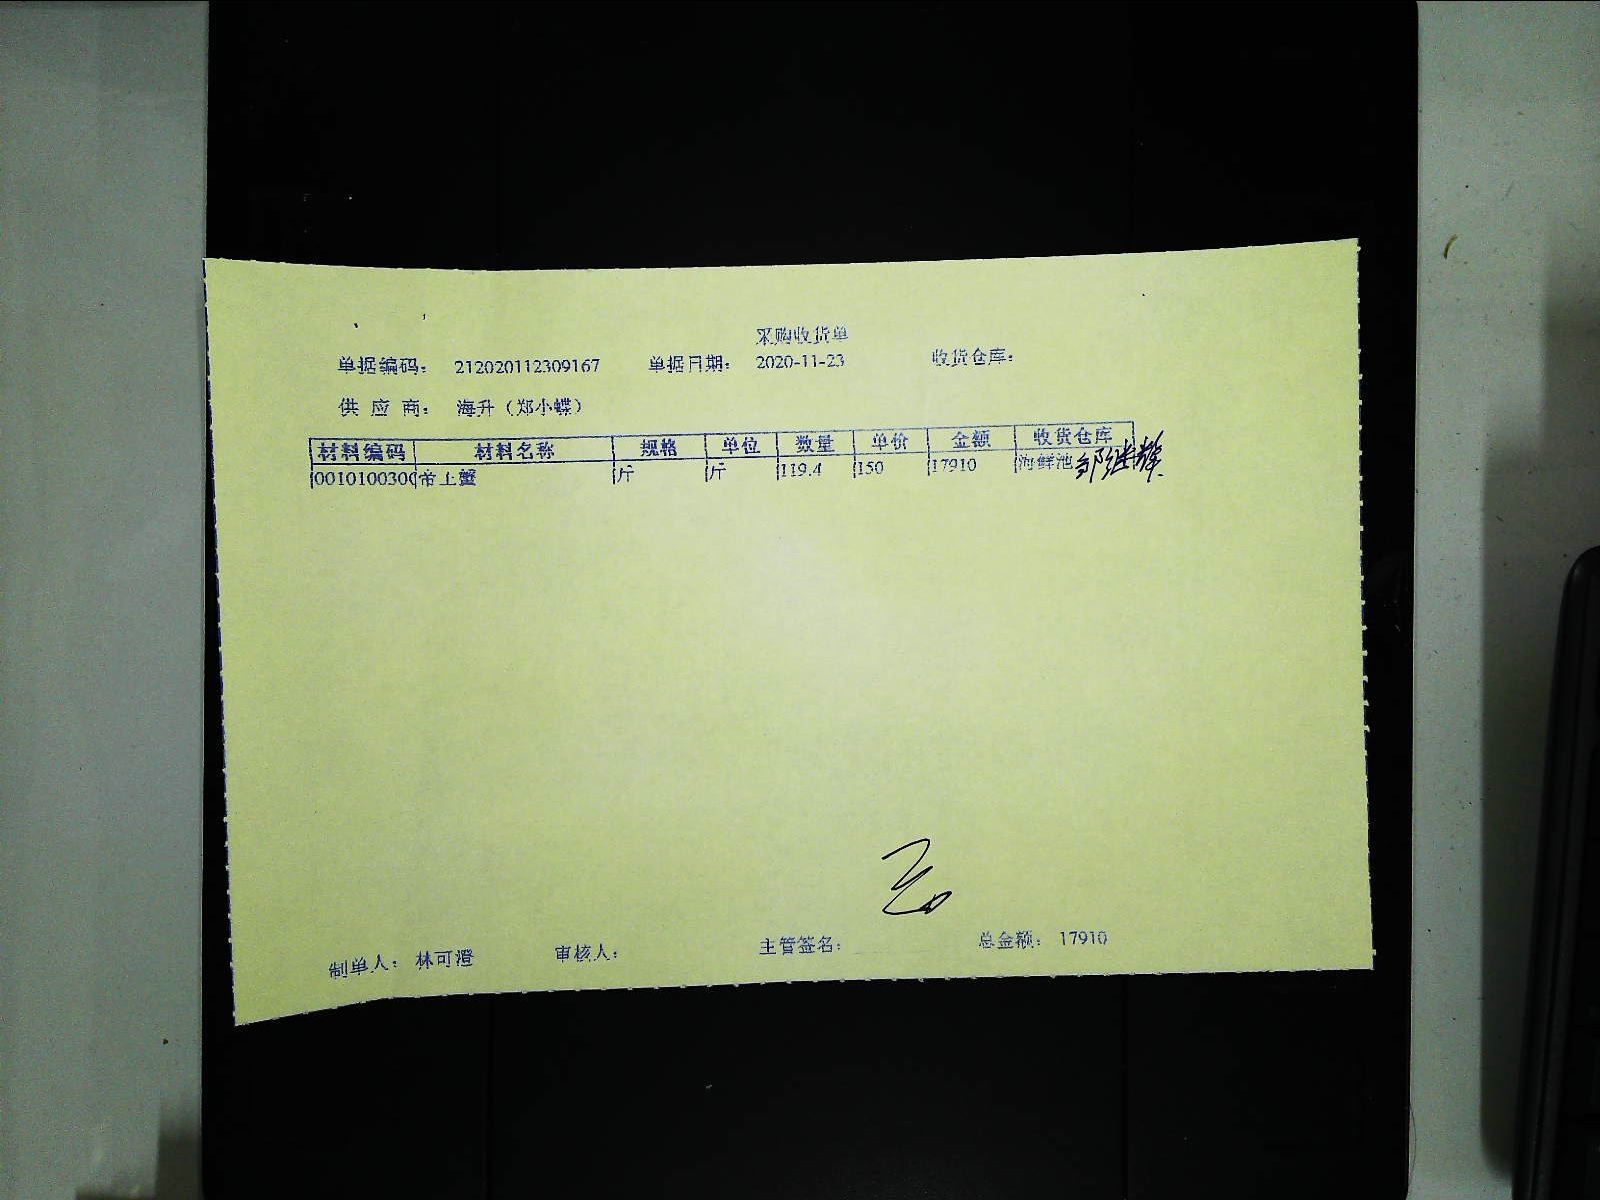 采购收货单
单据编码： 212020112309167 单据日期： 2020-11-23 收货仓库：
供 应 商： 海升（郑小蝶）
材料编码 材料名称 规格 单位 数量 单价 金额 收货仓库
0010100300 帝王蟹 斤 斤 119.4 150 17910 海鲜池 邹继辉
制单人： 林可澄 审核人： 主管签名： 总金额： 17910